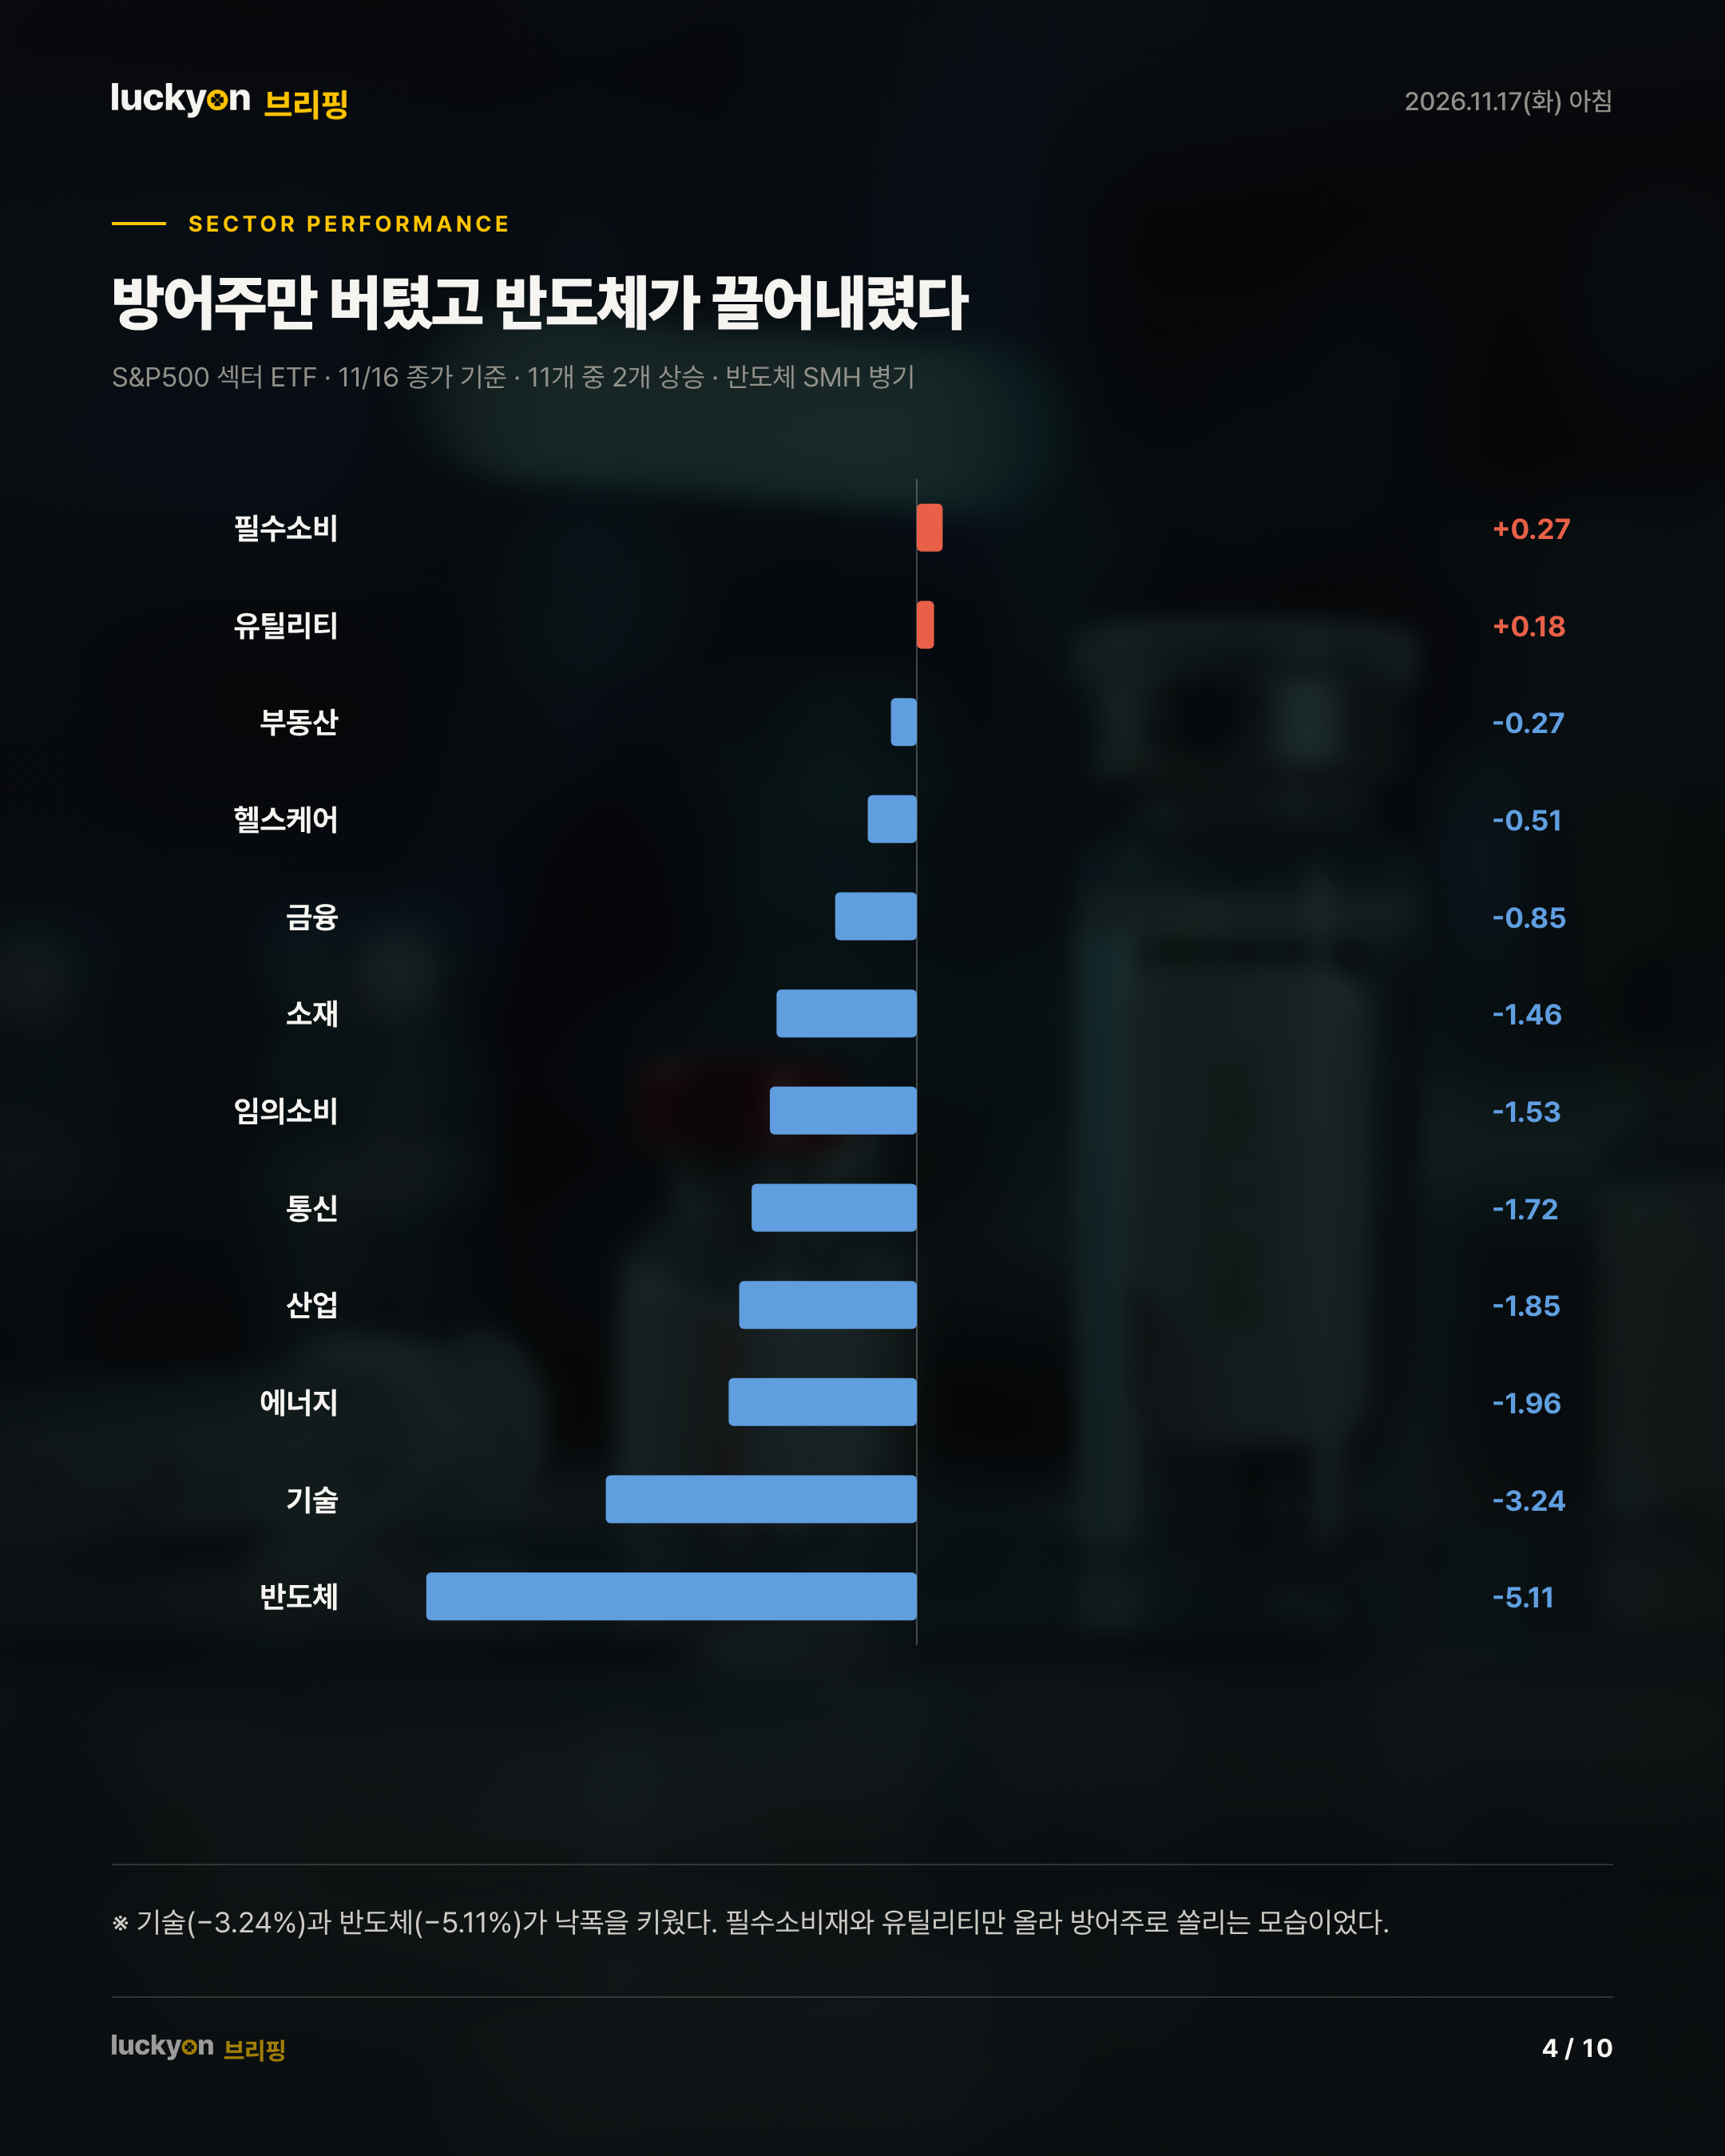 luckyon 브리핑
2026.11.17(화) 아침
SECTOR PERFORMANCE
방어주만 버텼고 반도체가 끌어내렸다
S&P500 섹터 ETF · 11/16 종가 기준 · 11개 중 2개 상승 · 반도체 SMH 병기
필수소비 +0.27
유틸리티 +0.18
부동산 -0.27
헬스케어 -0.51
금융 -0.85
소재 -1.46
임의소비 -1.53
통신 -1.72
산업 -1.85
에너지 -1.96
기술 -3.24
반도체 -5.11
※ 기술(−3.24%)과 반도체(−5.11%)가 낙폭을 키웠다. 필수소비재와 유틸리티만 올라 방어주로 쏠리는 모습이었다.
luckyon 브리핑
4 / 10